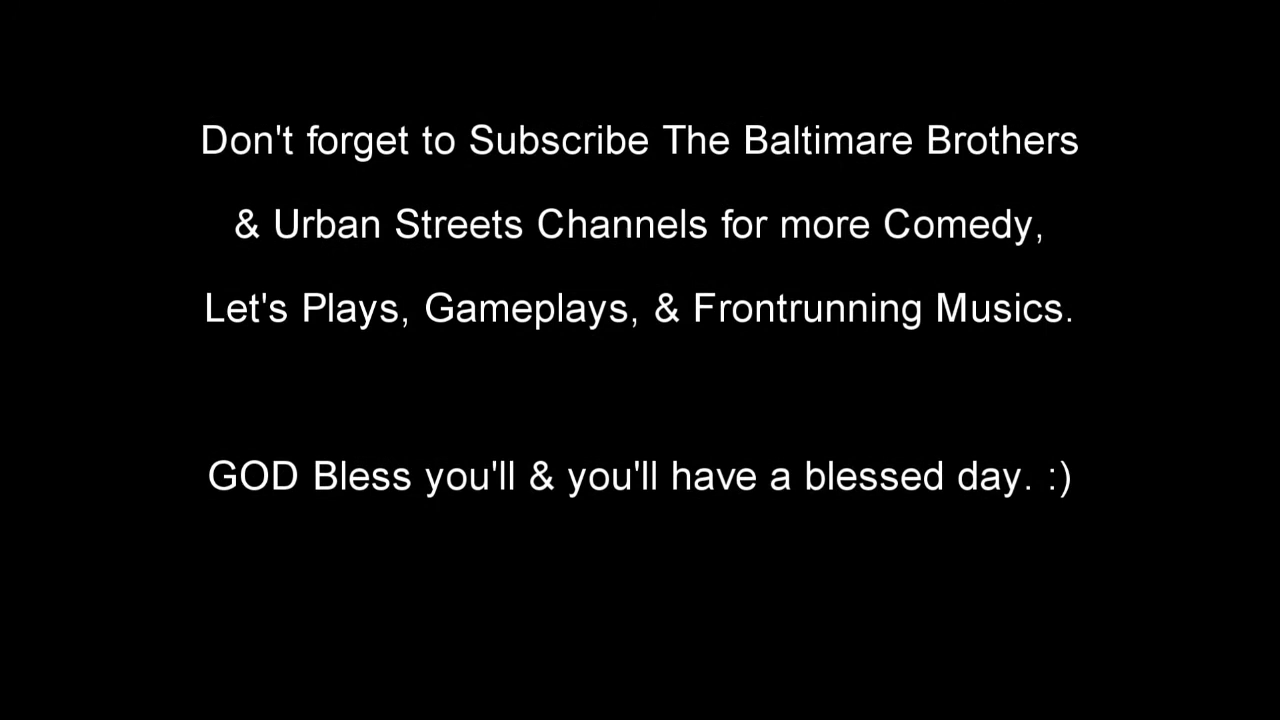 Don't forget to Subscribe The Baltimare Brothers
& Urban Streets Channels for more Comedy,
Let's Plays, Gameplays, & Frontrunning Musics.
GOD Bless you'll & you'll have a blessed day. :)